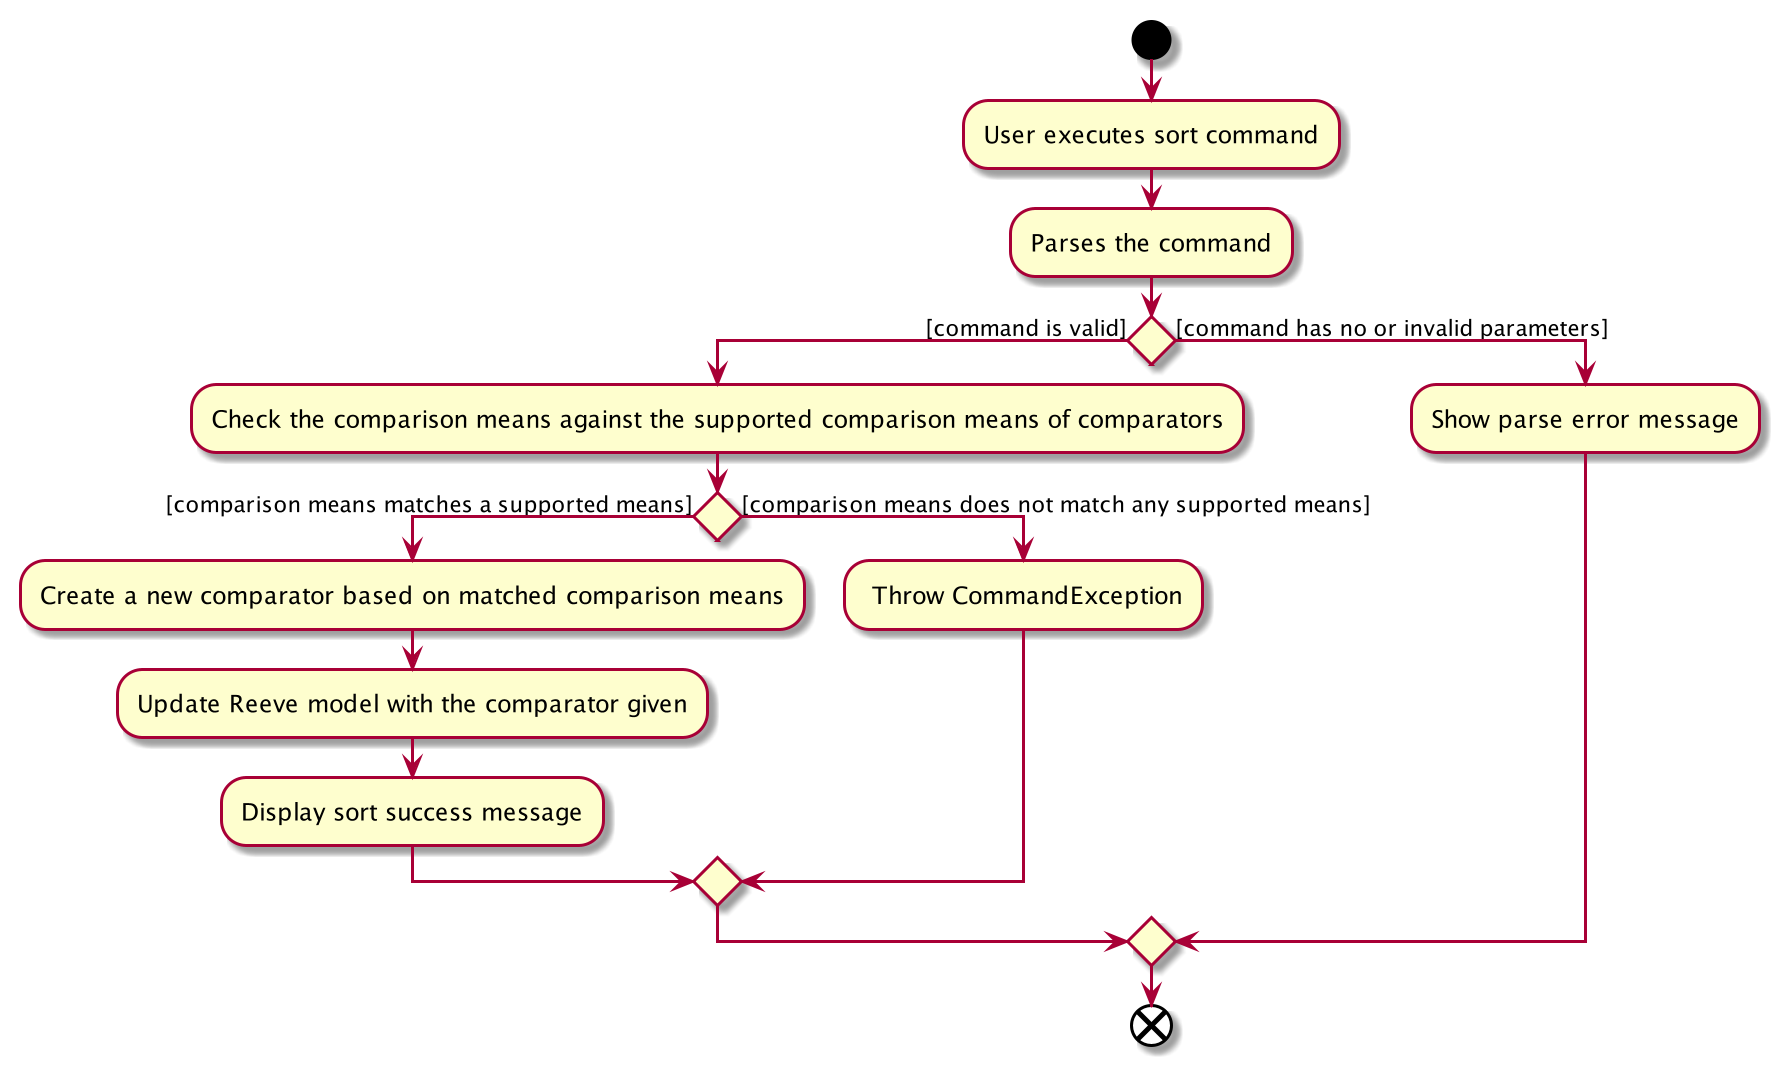 User executes sort command
Parses the command
[command is valid]
[command has no or invalid parameters]
Check the comparison means against the supported comparison means of comparators
Show parse error message
[comparison means matches a supported means]
[comparison means does not match any supported means]
Create a new comparator based on matched comparison means
Throw CommandException
Update Reeve model with the comparator given
Display sort success message